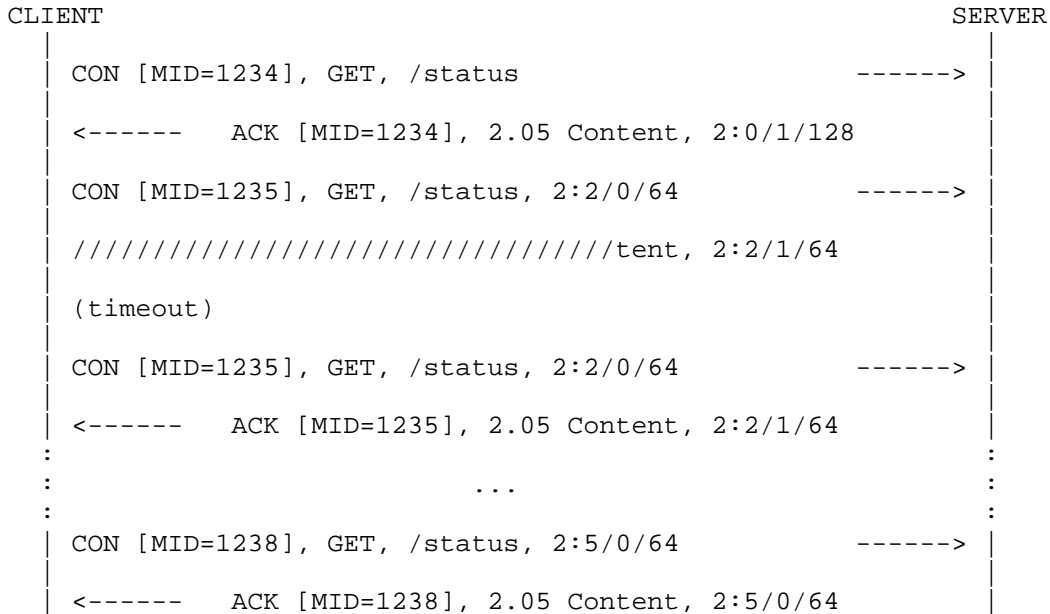 CLIENT                                                     SERVER
  |                                                          |
  | CON [MID=1234], GET, /status                     ------> |
  |                                                          |
  | <------   ACK [MID=1234], 2.05 Content, 2:0/1/128        |
  |                                                          |
  | CON [MID=1235], GET, /status, 2:2/0/64           ------> |
  |                                                          |
  | //////////////////////////////////tent, 2:2/1/64         |
  |                                                          |
  | (timeout)                                                |
  |                                                          |
  | CON [MID=1235], GET, /status, 2:2/0/64           ------> |
  |                                                          |
  | <------   ACK [MID=1235], 2.05 Content, 2:2/1/64         |
  :                                                          :
  :                          ...                             :
  :                                                          :
  | CON [MID=1238], GET, /status, 2:5/0/64           ------> |
  |                                                          |
  | <------   ACK [MID=1238], 2.05 Content, 2:5/0/64         |